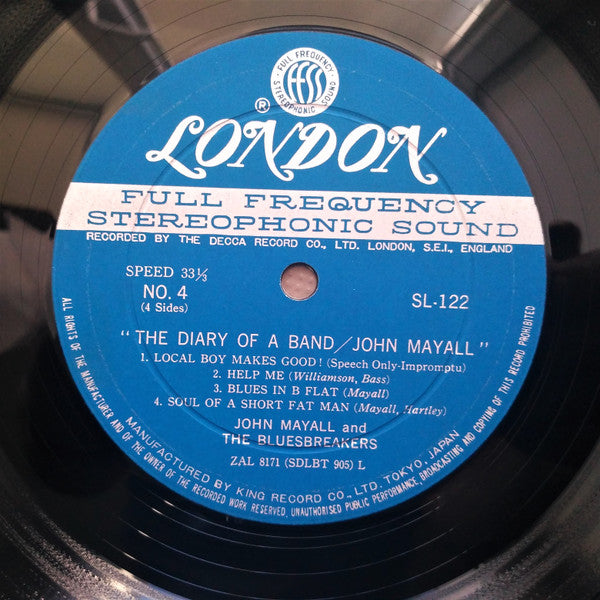 FULL FREQUENCY
ffss
STEREOPHONIC SOUND
®
LONDON
FULL FREQUENCY
STEREOPHONIC SOUND
RECORDED BY THE DECCA RECORD CO., LTD. LONDON, S.E.I., ENGLAND
SPEED 33⅓
NO. 4
(4 Sides)
SL-122
"THE DIARY OF A BAND/JOHN MAYALL"
1. LOCAL BOY MAKES GOOD! (Speech Only-Impromptu)
2. HELP ME (Williamson, Bass)
3. BLUES IN B FLAT (Mayall)
4. SOUL OF A SHORT FAT MAN (Mayall, Hartley)
JOHN MAYALL and
THE BLUESBREAKERS
ZAL 8171 (SDLBT 905) L
MANUFACTURED BY KING RECORD CO., LTD. TOKYO, JAPAN
ALL RIGHTS OF THE MANUFACTURER AND OF THE OWNER OF THE RECORDED WORK RESERVED, UNAUTHORISED PUBLIC PERFORMANCE, BROADCASTING AND COPYING OF THIS RECORD PROHIBITED